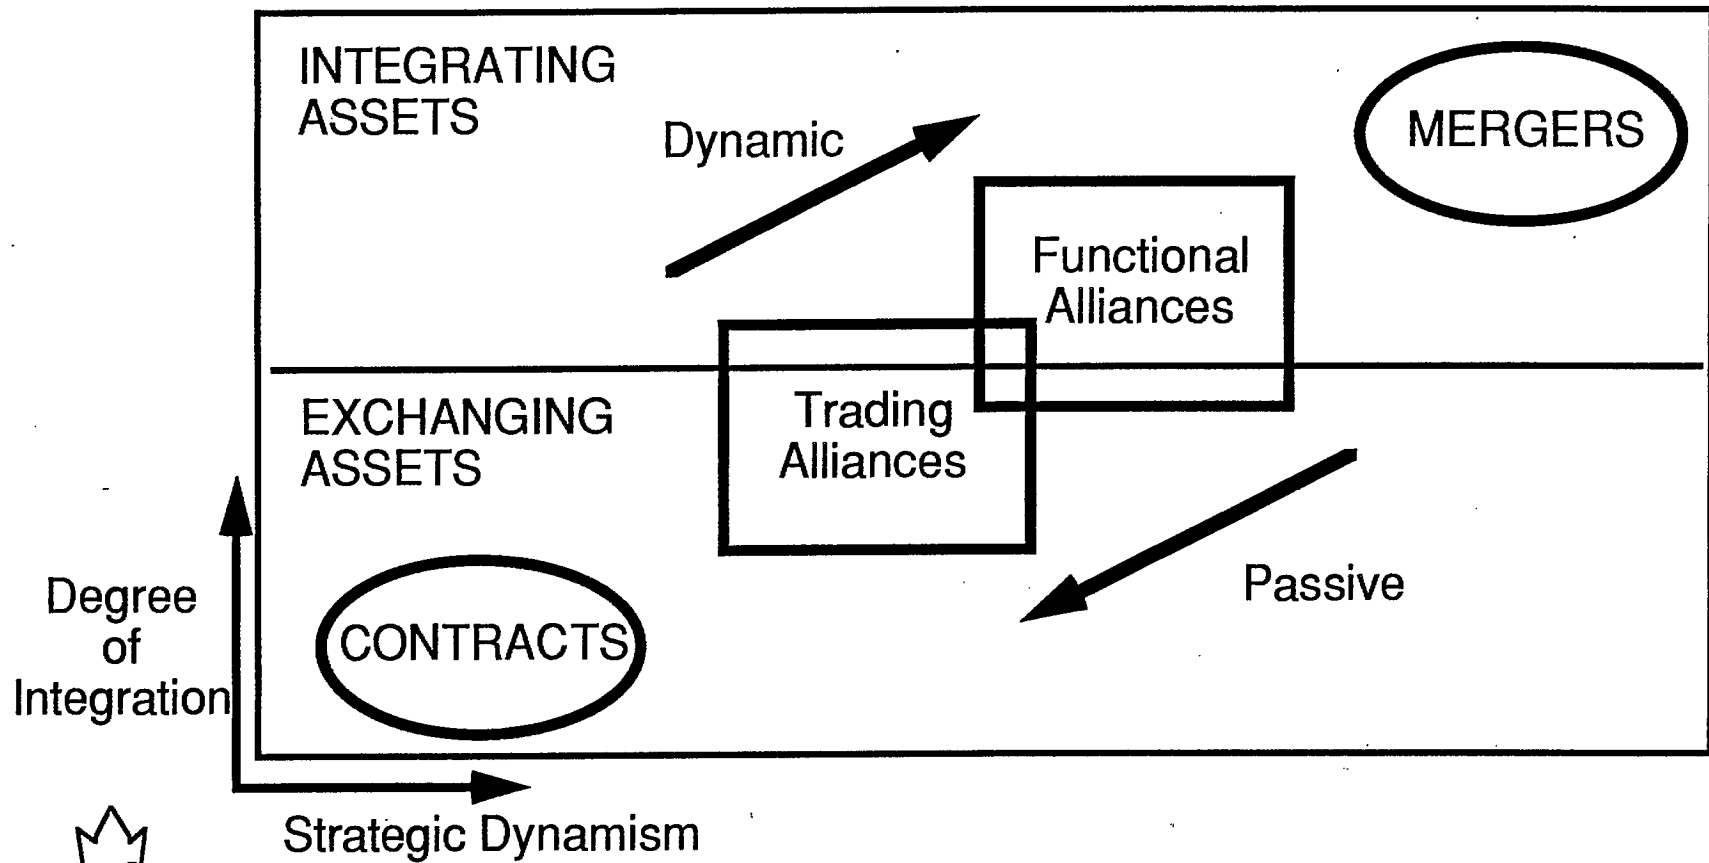 INTEGRATING
ASSETS
Dynamic
MERGERS
Functional
Alliances
EXCHANGING
ASSETS
Trading
Alliances
Passive
CONTRACTS
Degree
of
Integration
Strategic Dynamism